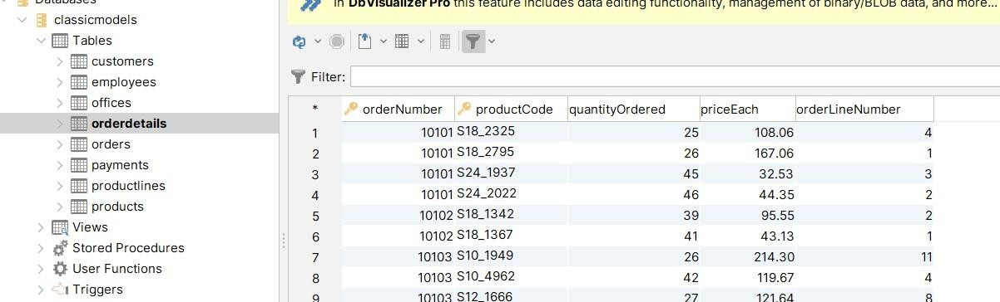 Databases
classicmodels
Tables
customers
employees
offices
orderdetails
orders
payments
productlines
products
Views
Stored Procedures
User Functions
Triggers
In DbVisualizer Pro this feature includes data editing functionality, management of binary/BLOB data, and more...
Filter:
* orderNumber productCode quantityOrdered priceEach orderLineNumber
1 10101 S18_2325 25 108.06 4
2 10101 S18_2795 26 167.06 1
3 10101 S24_1937 45 32.53 3
4 10101 S24_2022 46 44.35 2
5 10102 S18_1342 39 95.55 2
6 10102 S18_1367 41 43.13 1
7 10103 S10_1949 26 214.30 11
8 10103 S10_4962 42 119.67 4
9 10103 S12_1666 27 121.64 8